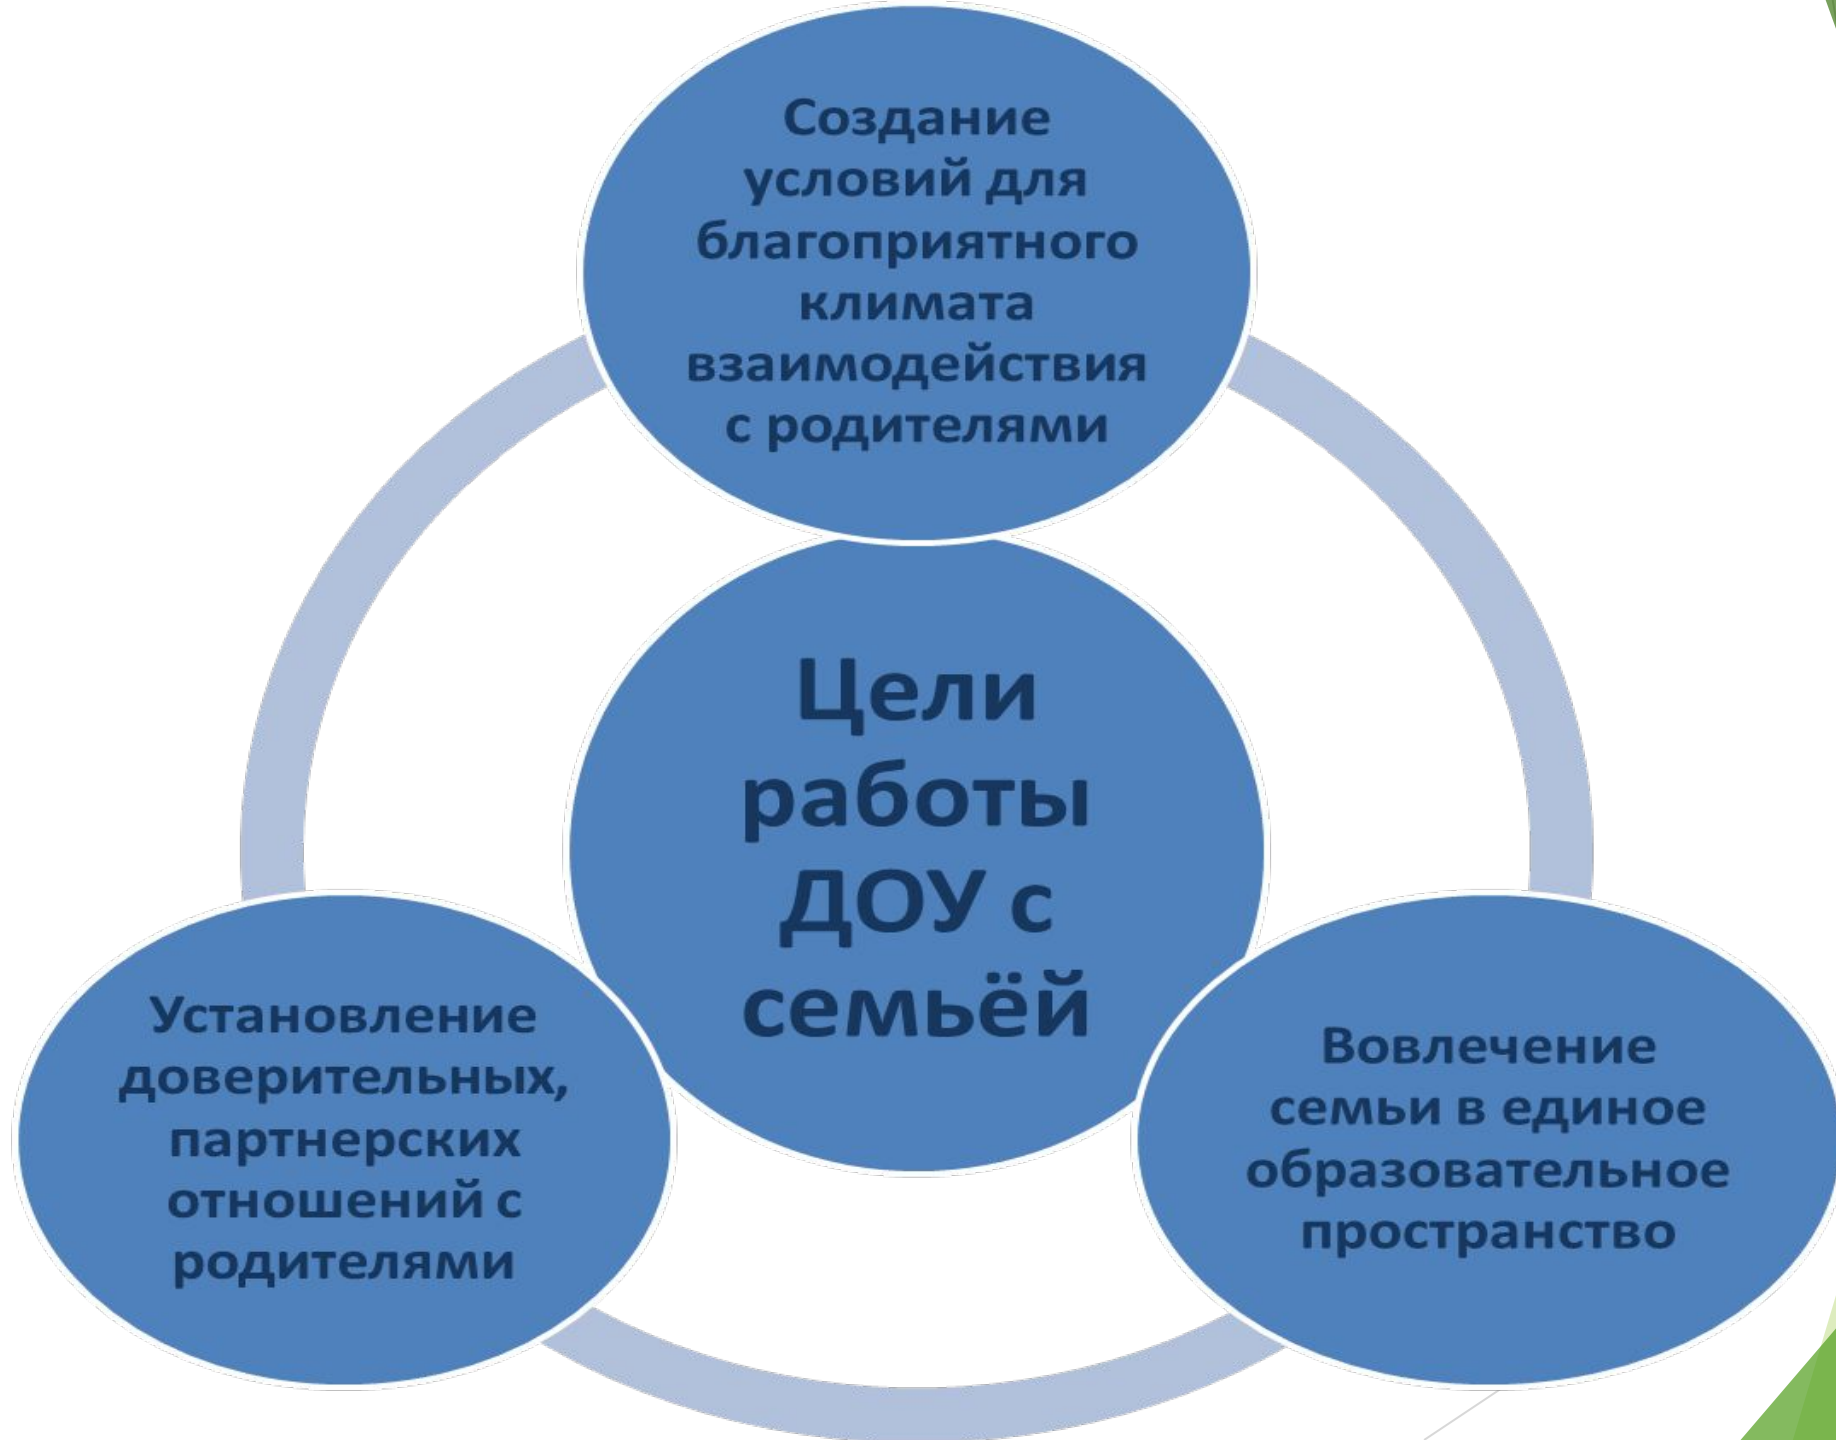 Создание
условий для
благоприятного
климата
взаимодействия
с родителями
Цели
работы
ДОУ с
семьёй
Установление
доверительных,
партнерских
отношений с
родителями
Вовлечение
семьи в единое
образовательное
пространство